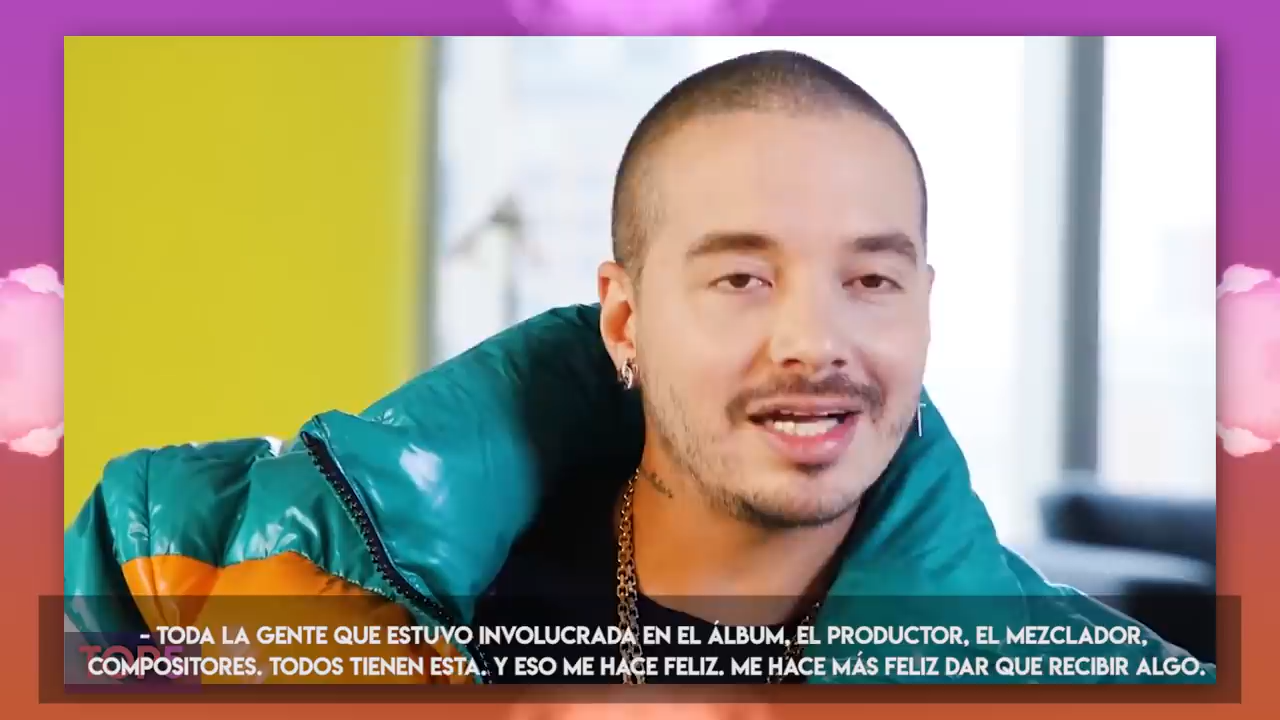 - TODA LA GENTE QUE ESTUVO INVOLUCRADA EN EL ÁLBUM, EL PRODUCTOR, EL MEZCLADOR,
COMPOSITORES. TODOS TIENEN ESTA. Y ESO ME HACE FELIZ. ME HACE MÁS FELIZ DAR QUE RECIBIR ALGO.